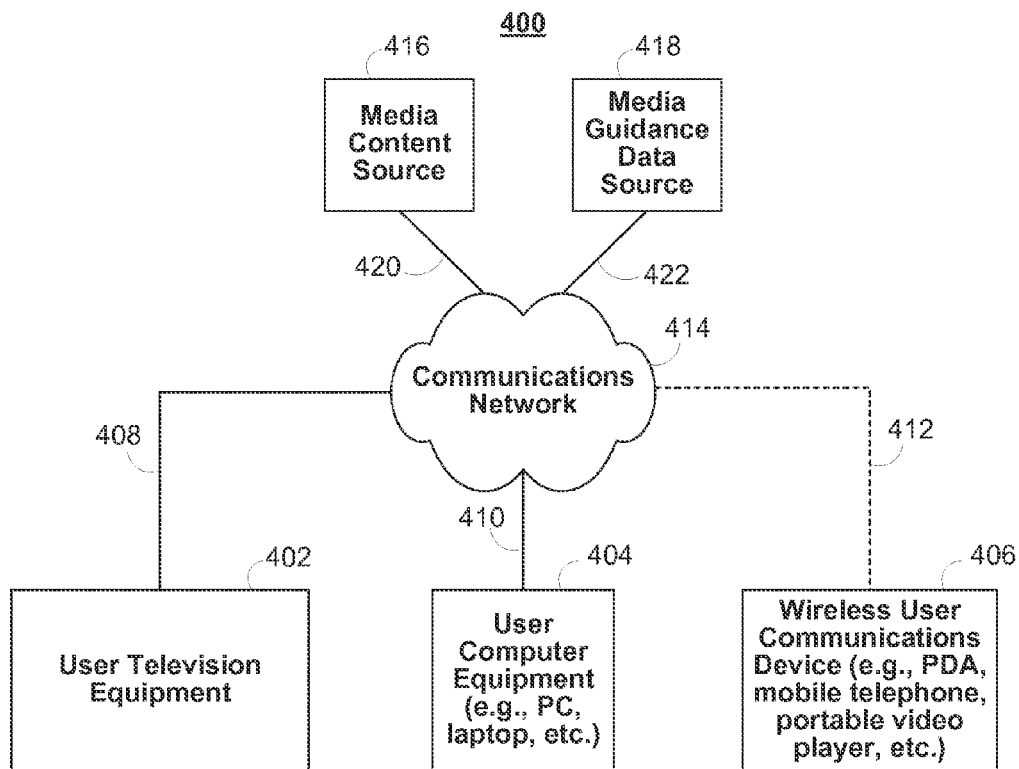 400
416
418
Media
Content
Source
Media
Guidance
Data
Source
420
422
414
Communications
Network
408
412
410
402
404
406
User Television
Equipment
User
Computer
Equipment
(e.g., PC,
laptop, etc.)
Wireless User
Communications
Device (e.g., PDA,
mobile telephone,
portable video
player, etc.)